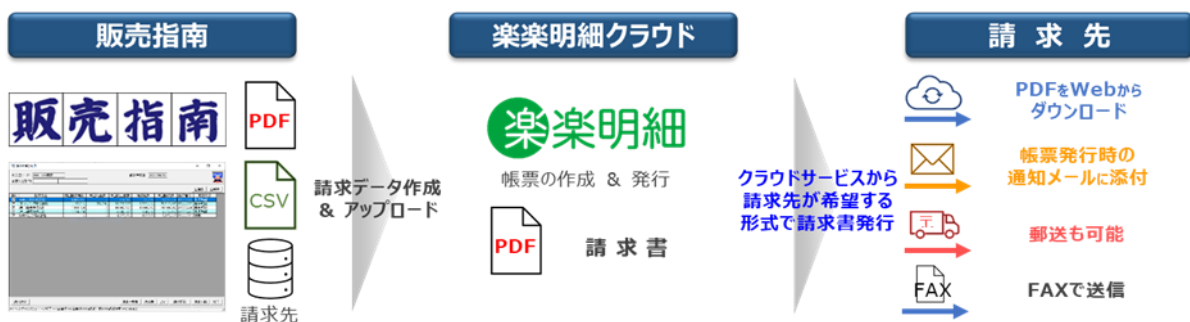 販売指南
楽楽明細クラウド
請 求 先
販売指南
PDF
CSV
請求先
請求データ作成
& アップロード
楽楽明細
帳票の作成 & 発行
PDF
請 求 書
クラウドサービスから
請求先が希望する
形式で請求書発行
PDFをWebから
ダウンロード
帳票発行時の
通知メールに添付
〒
郵送も可能
FAX
FAXで送信